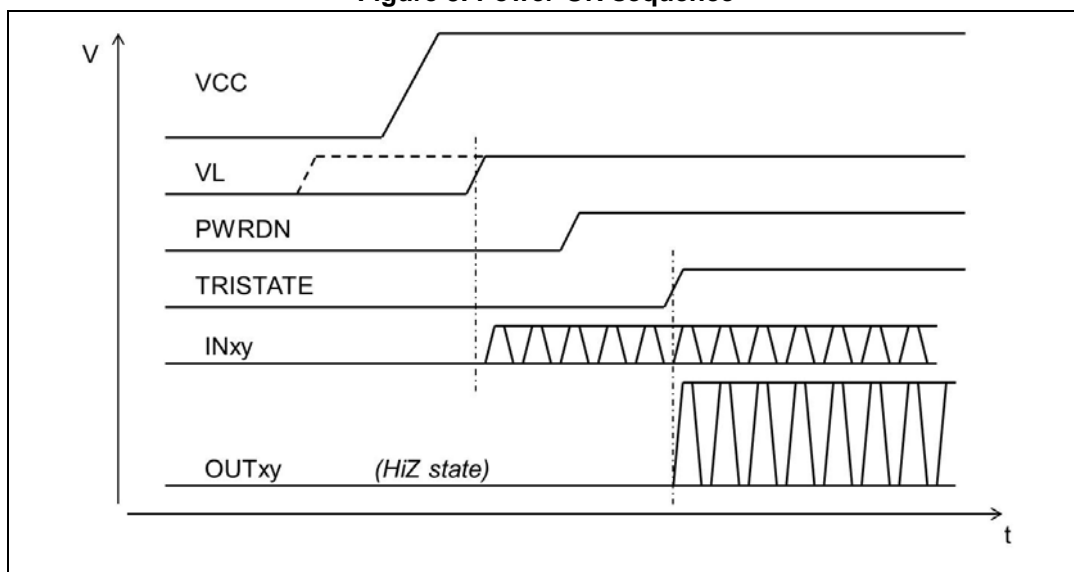 V
VCC
VL
PWRDN
TRISTATE
INxy
OUTxy (HiZ state)
t